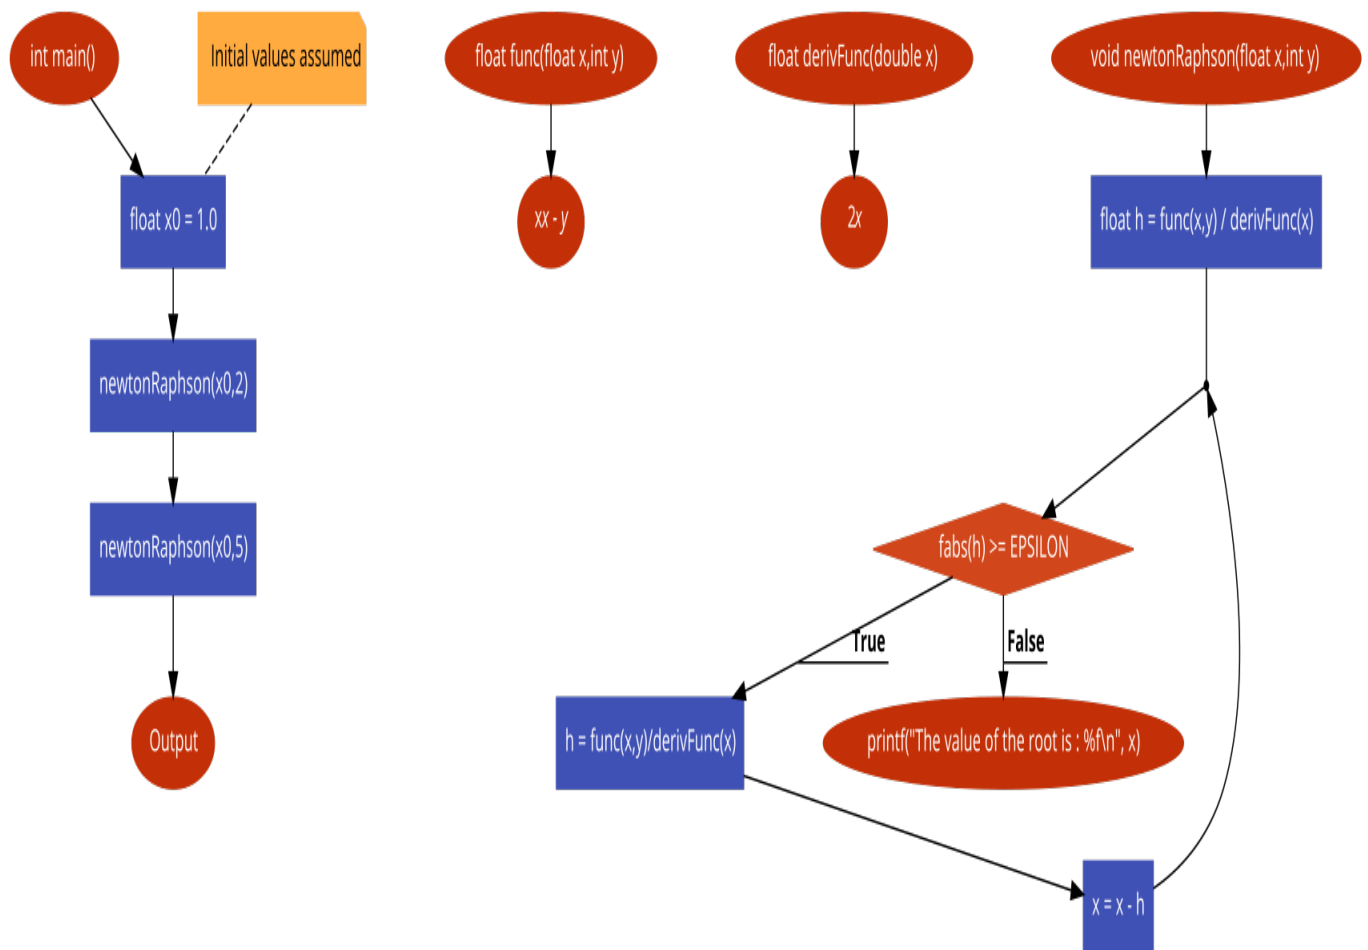 int main()
Initial values assumed
float func(float x,int y)
float derivFunc(double x)
void newtonRaphson(float x,int y)
float x0 = 1.0
xx - y
2x
float h = func(x,y) / derivFunc(x)
newtonRaphson(x0,2)
newtonRaphson(x0,5)
fabs(h) >= EPSILON
True
False
Output
h = func(x,y)/derivFunc(x)
printf("The value of the root is : %f\n", x)
x = x - h